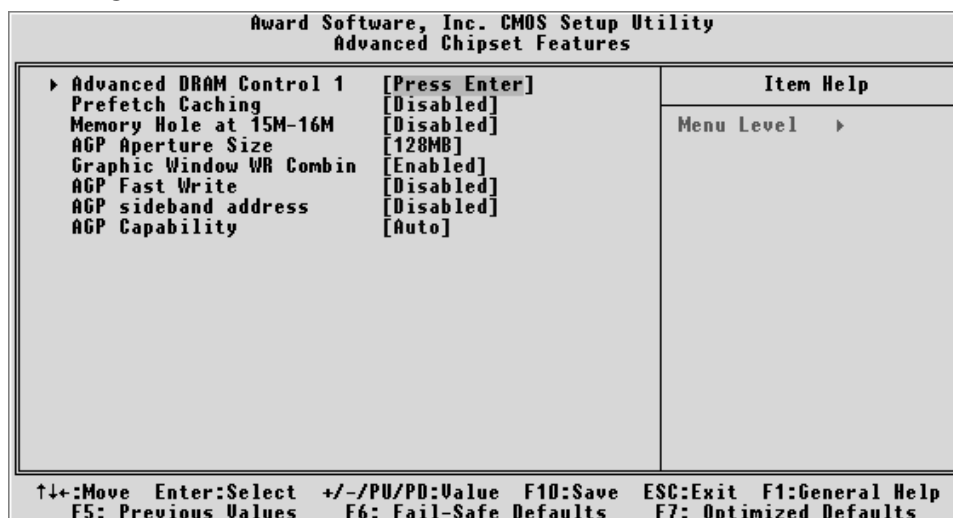 Award Software, Inc. CMOS Setup Utility
Advanced Chipset Features
▸ Advanced DRAM Control 1 [Press Enter]
Prefetch Caching [Disabled]
Memory Hole at 15M-16M [Disabled]
AGP Aperture Size [128MB]
Graphic Window WR Combin [Enabled]
AGP Fast Write [Disabled]
AGP sideband address [Disabled]
AGP Capability [Auto]
Item Help
Menu Level ▸
↑↓←:Move Enter:Select +/-/PU/PD:Value F10:Save ESC:Exit F1:General Help
F5: Previous Values F6: Fail-Safe Defaults F7: Optimized Defaults